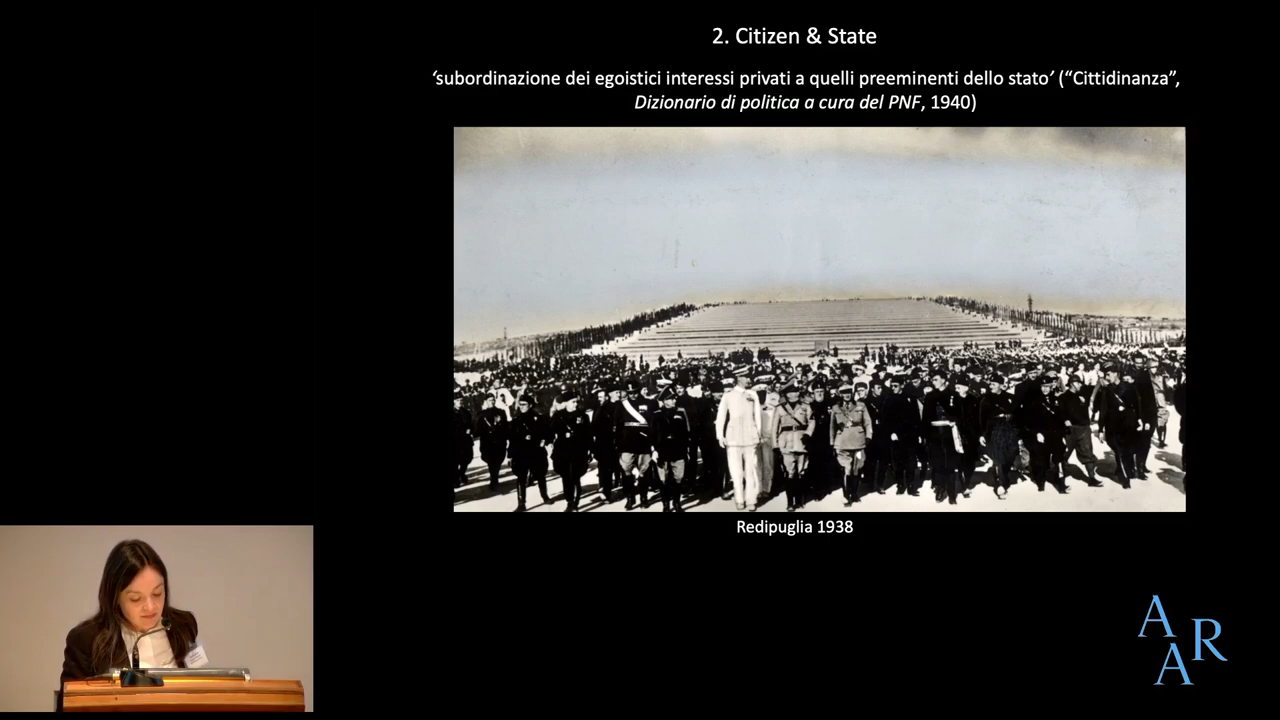 2. Citizen & State
‘subordinazione dei egoistici interessi privati a quelli preeminenti dello stato’ (“Cittidinanza”,
Dizionario di politica a cura del PNF, 1940)
Redipuglia 1938
A
R
A